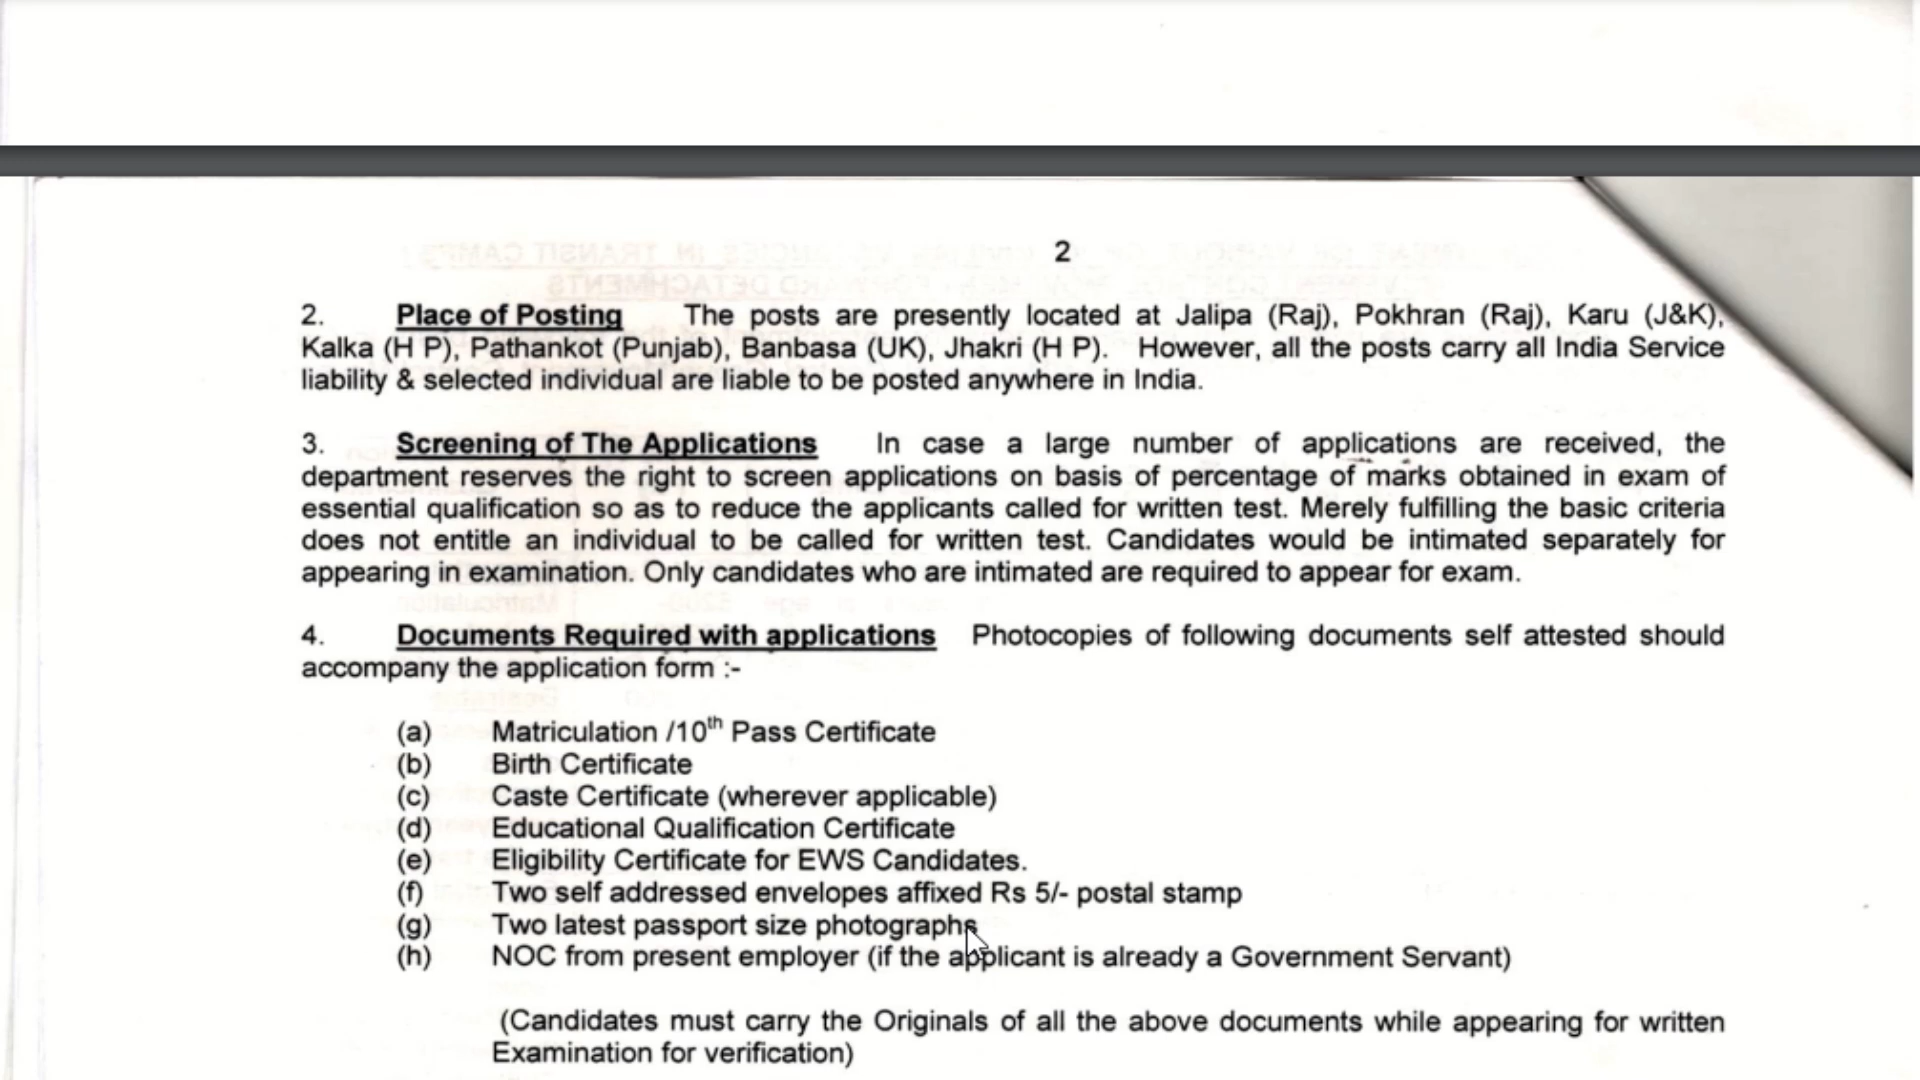 2
2. Place of Posting The posts are presently located at Jalipa (Raj), Pokhran (Raj), Karu (J&K),
Kalka (H P), Pathankot (Punjab), Banbasa (UK), Jhakri (H P). However, all the posts carry all India Service
liability & selected individual are liable to be posted anywhere in India.
3. Screening of The Applications In case a large number of applications are received, the
department reserves the right to screen applications on basis of percentage of marks obtained in exam of
essential qualification so as to reduce the applicants called for written test. Merely fulfilling the basic criteria
does not entitle an individual to be called for written test. Candidates would be intimated separately for
appearing in examination. Only candidates who are intimated are required to appear for exam.
4. Documents Required with applications Photocopies of following documents self attested should
accompany the application form :-
(a) Matriculation /10th Pass Certificate
(b) Birth Certificate
(c) Caste Certificate (wherever applicable)
(d) Educational Qualification Certificate
(e) Eligibility Certificate for EWS Candidates.
(f) Two self addressed envelopes affixed Rs 5/- postal stamp
(g) Two latest passport size photographs
(h) NOC from present employer (if the applicant is already a Government Servant)
(Candidates must carry the Originals of all the above documents while appearing for written
Examination for verification)